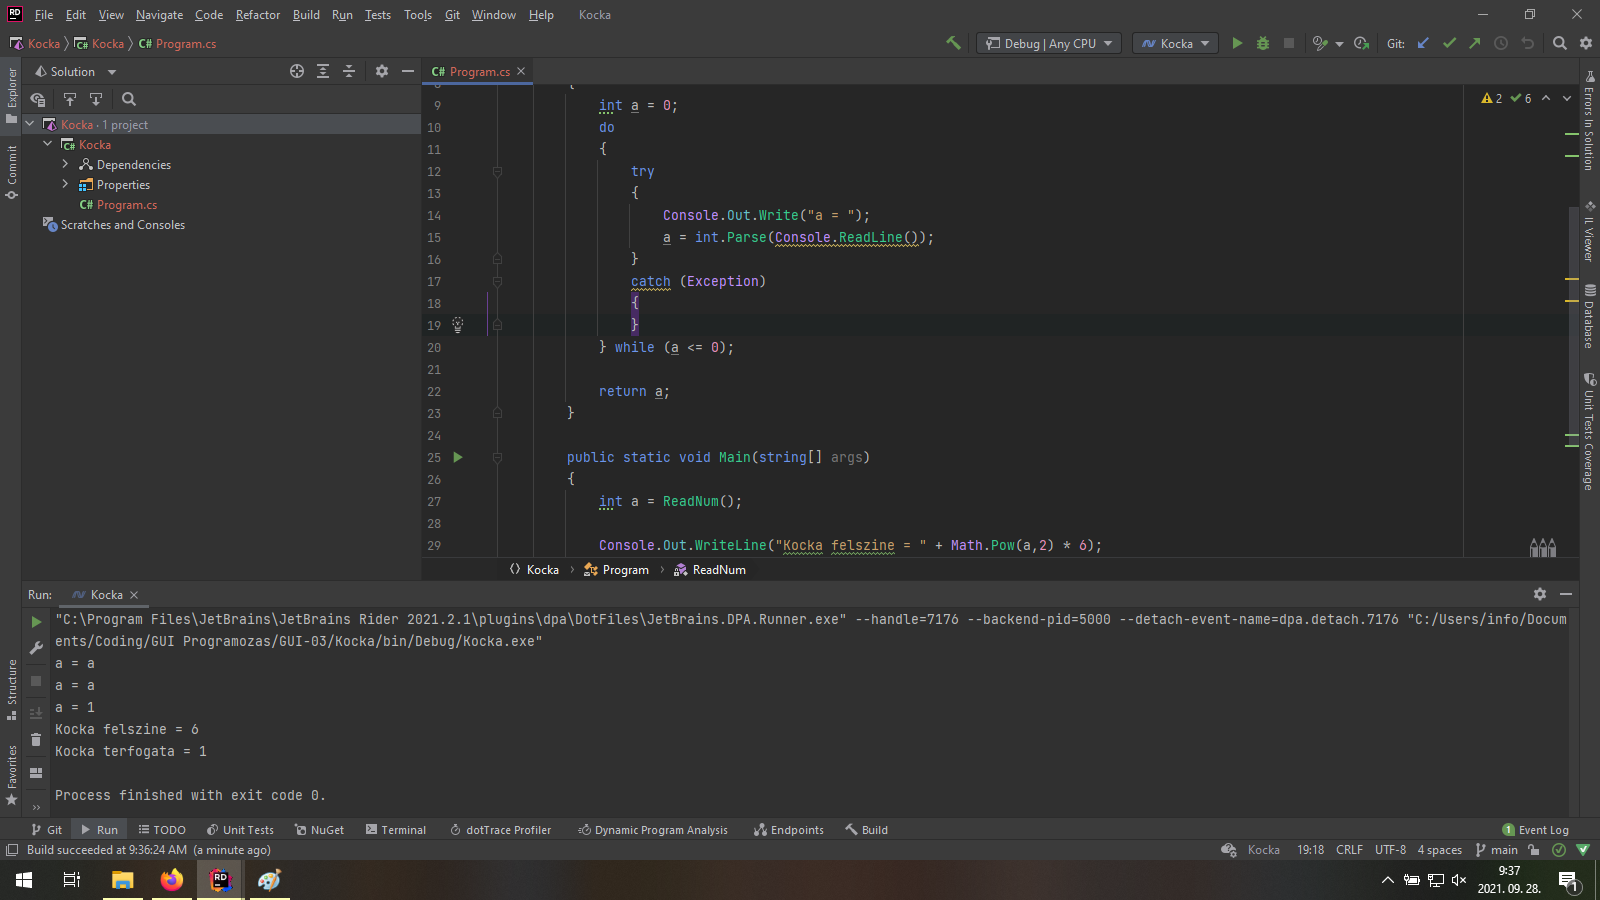 RD File Edit View Navigate Code Refactor Build Run Tests Tools Git Window Help Kocka
Kocka Kocka C# Program.cs Debug | Any CPU Kocka Git:
Explorer
Commit
Structure
Favorites
Solution
Kocka · 1 project
Kocka
Dependencies
Properties
C# Program.cs
Scratches and Consoles
C# Program.cs
2 6
8 {
9 int a = 0;
10 do
11 {
12 try
13 {
14 Console.Out.Write("a = ");
15 a = int.Parse(Console.ReadLine());
16 }
17 catch (Exception)
18 {
19 }
20 } while (a <= 0);
21
22 return a;
23 }
24
25 public static void Main(string[] args)
26 {
27 int a = ReadNum();
28
29 Console.Out.WriteLine("Kocka felszine = " + Math.Pow(a,2) * 6);
Kocka Program ReadNum
Errors In Solution
IL Viewer
Database
Unit Tests Coverage
Run: Kocka
"C:\Program Files\JetBrains\JetBrains Rider 2021.2.1\plugins\dpa\DotFiles\JetBrains.DPA.Runner.exe" --handle=7176 --backend-pid=5000 --detach-event-name=dpa.detach.7176 "C:/Users/info/Docum
ents/Coding/GUI Programozas/GUI-03/Kocka/bin/Debug/Kocka.exe"
a = a
a = a
a = 1
Kocka felszine = 6
Kocka terfogata = 1
Process finished with exit code 0.
Git Run TODO Unit Tests NuGet Terminal dotTrace Profiler Dynamic Program Analysis Endpoints Build 1 Event Log
Build succeeded at 9:36:24 AM (a minute ago) Kocka 19:18 CRLF UTF-8 4 spaces main
RD
9:37
2021. 09. 28.
1